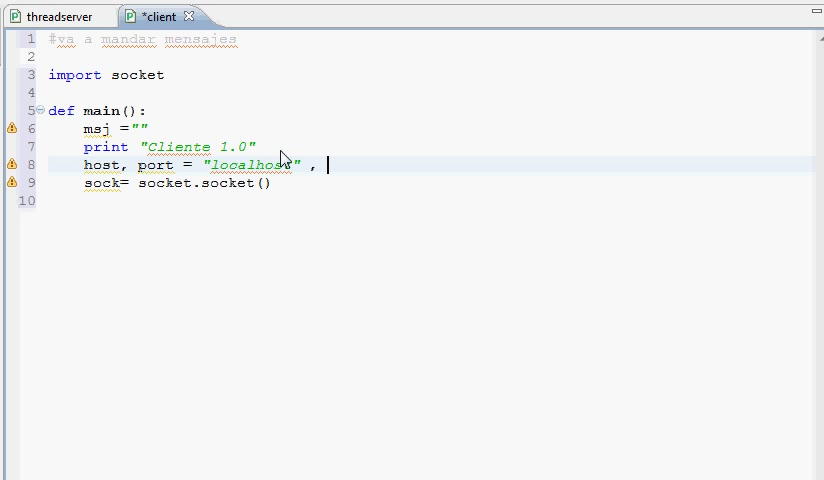 threadserver
*client
1 #va a mandar mensajes
2
3 import socket
4
5 def main():
6 msj =""
7 print "Cliente 1.0"
8 host, port = "localhost" ,
9 sock= socket.socket()
10